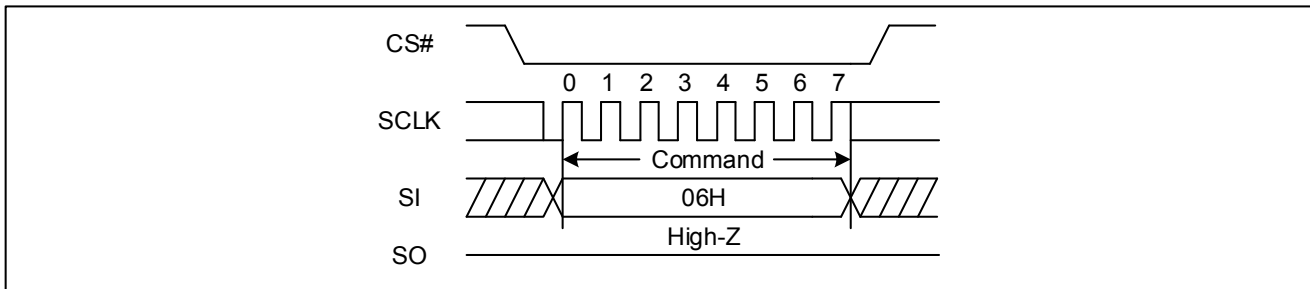 CS#
0 1 2 3 4 5 6 7
SCLK
Command
SI
06H
High-Z
SO